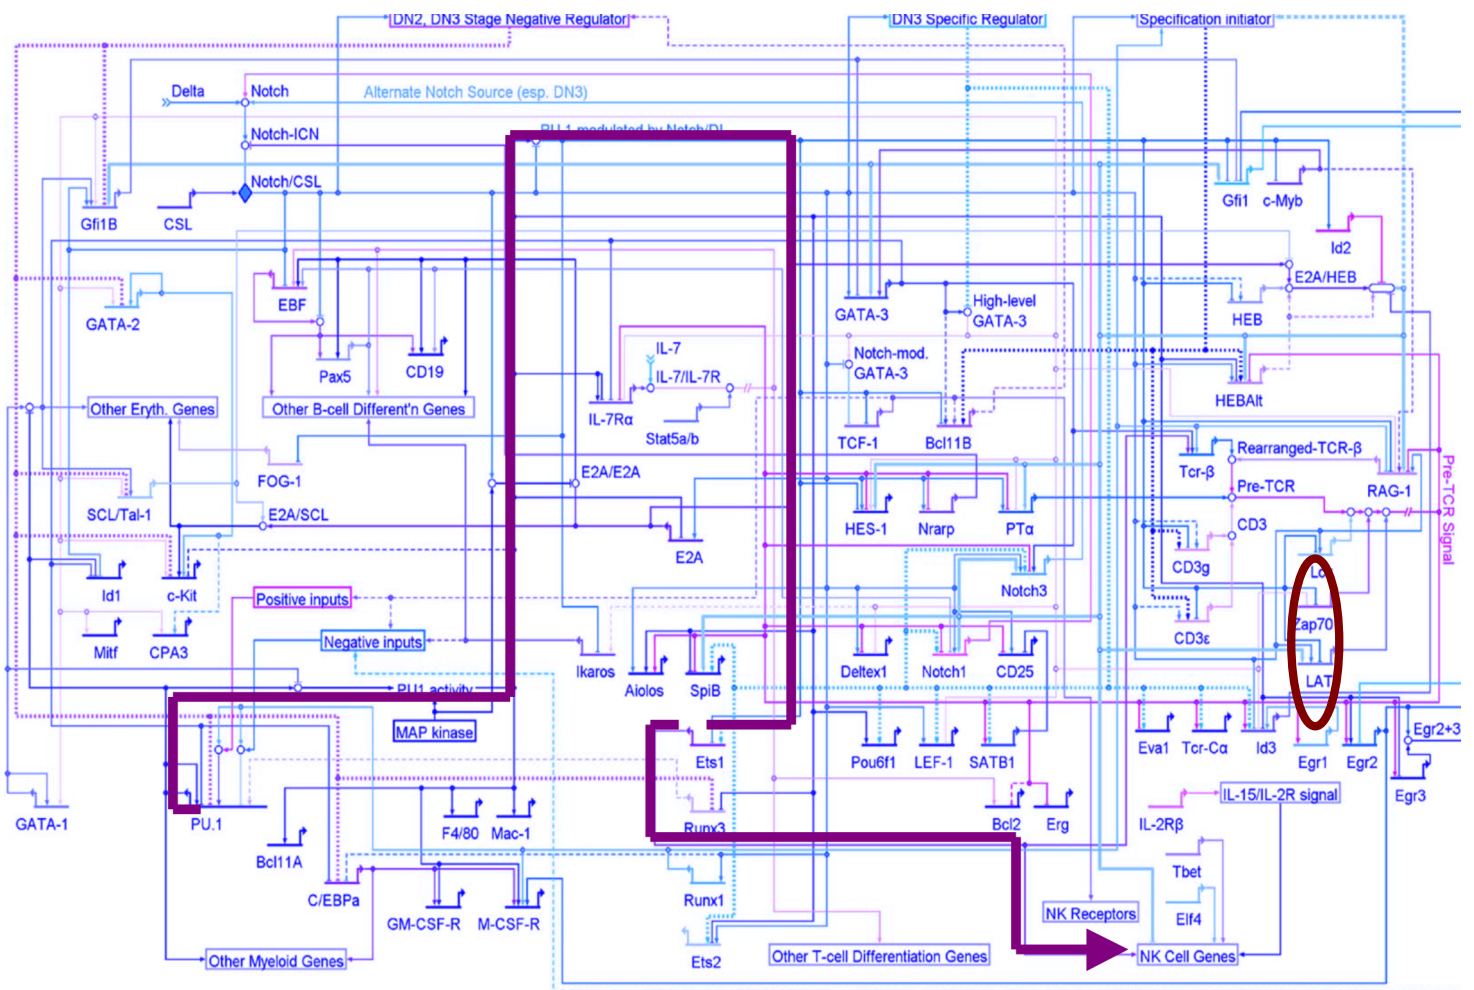 DN2, DN3 Stage Negative Regulator
DN3 Specific Regulator
Specification initiator
Delta
Notch
Alternate Notch Source (esp. DN3)
Notch-ICN
PU.1 modulated by Notch/Dl
Notch/CSL
Gfi1B
CSL
Gfi1
c-Myb
Id2
E2A/HEB
GATA-2
EBF
GATA-3
High-level
GATA-3
HEB
Pax5
CD19
IL-7
IL-7/IL-7R
Notch-mod.
GATA-3
HEBAlt
Other Eryth. Genes
Other B-cell Different'n Genes
IL-7Rα
Stat5a/b
TCF-1
Bcl11B
Rearranged-TCR-β
Tcr-β
FOG-1
E2A/E2A
Pre-TCR
RAG-1
Pre-TCR Signal
SCL/Tal-1
E2A/SCL
HES-1
Nrarp
PTα
CD3
E2A
CD3g
Id1
c-Kit
Notch3
Positive inputs
Zap70
Mitf
CPA3
Negative inputs
CD3ε
Ikaros
Aiolos
SpiB
Deltex1
Notch1
CD25
LAT
PU1 activity
MAP kinase
Ets1
Pou6f1
LEF-1
SATB1
Eva1
Tcr-Cα
Id3
Egr1
Egr2
Egr2+3
Egr3
GATA-1
PU.1
F4/80
Mac-1
Runx3
Bcl2
Erg
IL-2Rβ
IL-15/IL-2R signal
Bcl11A
Tbet
C/EBPa
GM-CSF-R
M-CSF-R
Runx1
NK Receptors
Elf4
Other Myeloid Genes
Ets2
Other T-cell Differentiation Genes
NK Cell Genes